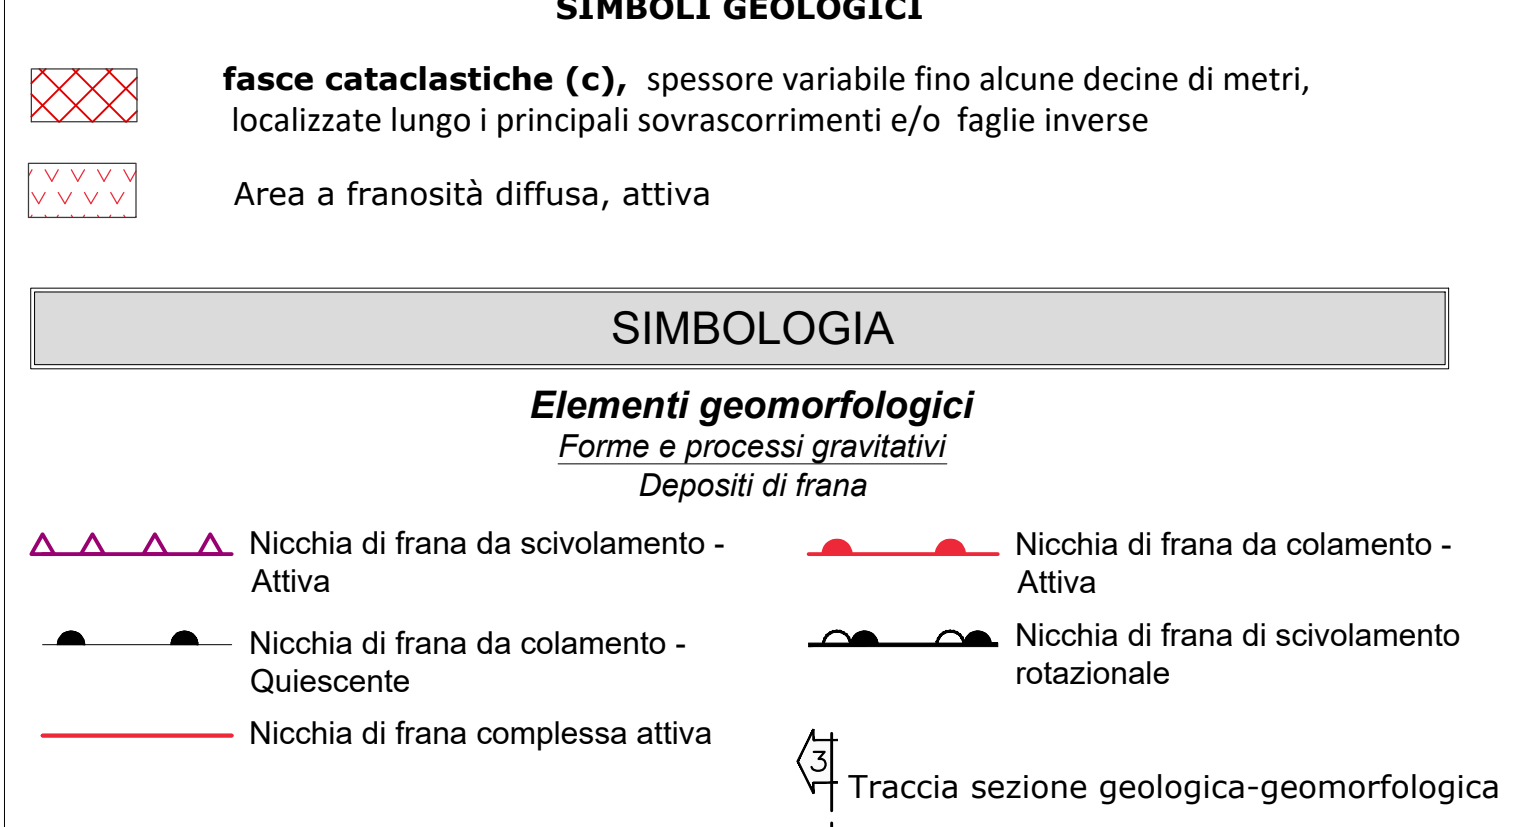 SIMBOLI GEOLOGICI
fasce cataclastiche (c), spessore variabile fino alcune decine di metri,
localizzate lungo i principali sovrascorrimenti e/o faglie inverse
Area a franosità diffusa, attiva
SIMBOLOGIA
Elementi geomorfologici
Forme e processi gravitativi
Depositi di frana
Nicchia di frana da scivolamento -
Attiva
Nicchia di frana da colamento -
Attiva
Nicchia di frana da colamento -
Quiescente
Nicchia di frana di scivolamento
rotazionale
Nicchia di frana complessa attiva
3
Traccia sezione geologica-geomorfologica